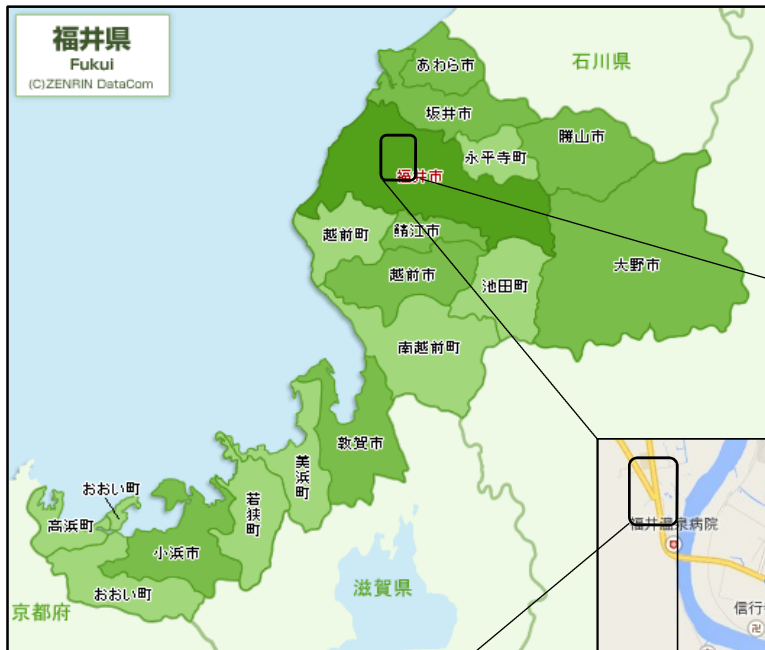 福井県
Fukui
(C)ZENRIN DataCom
石川県
あわら市
坂井市
勝山市
永平寺町
福井市
越前町
鯖江市
大野市
越前市
池田町
南越前町
敦賀市
美浜町
おおい町
若狭町
高浜町
小浜市
おおい町
滋賀県
京都府
福井温泉病院
信行